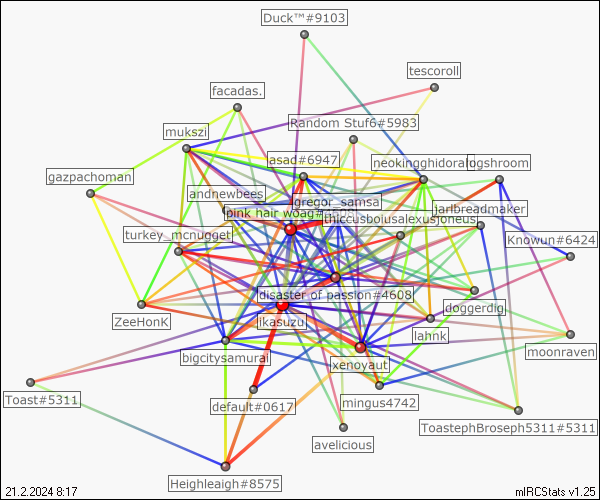 Duck™#9103
tescoroll
facadas.
Random Stuf6#5983
mukszi
lasad#6947
neokingghidorah
ogshroom
gazpachoman
andnewbees
gregor_samsa
jarlbreadmaker
pink hair woag#
thiccusboiusalexusjoneus
turkey_mcnugget
Knowun#6424
disaster of passion#4608
doggerdig
ZeeHonK
ikasuzu
lahnk
bigcitysamurai
xenoyaut
moonraven
Toast#5311
default#0617
mingus4742
ToastephBroseph5311#5311
avelicious
Heighleaigh#8575
21.2.2024 8:17
mIRCStats v1.25